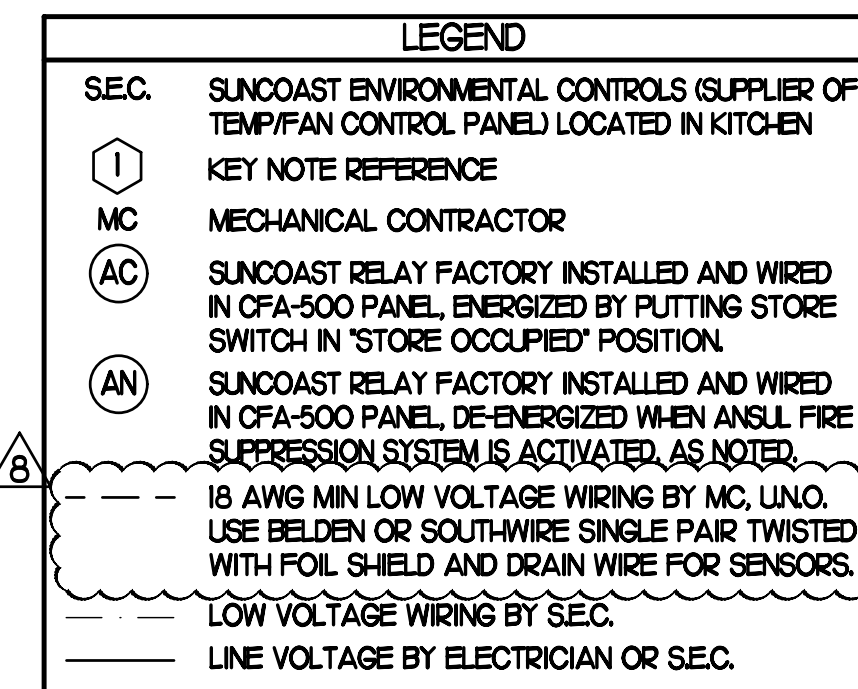 LEGEND
S.E.C. SUNCOAST ENVIRONMENTAL CONTROLS (SUPPLIER OF
TEMP/FAN CONTROL PANEL) LOCATED IN KITCHEN
1 KEY NOTE REFERENCE
MC MECHANICAL CONTRACTOR
AC SUNCOAST RELAY FACTORY INSTALLED AND WIRED
IN CFA-500 PANEL, ENERGIZED BY PUTTING STORE
SWITCH IN "STORE OCCUPIED" POSITION.
AN SUNCOAST RELAY FACTORY INSTALLED AND WIRED
IN CFA-500 PANEL, DE-ENERGIZED WHEN ANSUL FIRE
SUPPRESSION SYSTEM IS ACTIVATED, AS NOTED.
8
18 AWG MIN LOW VOLTAGE WIRING BY MC, U.N.O.
USE BELDEN OR SOUTHWIRE SINGLE PAIR TWISTED
WITH FOIL SHIELD AND DRAIN WIRE FOR SENSORS.
LOW VOLTAGE WIRING BY S.E.C.
LINE VOLTAGE BY ELECTRICIAN OR S.E.C.